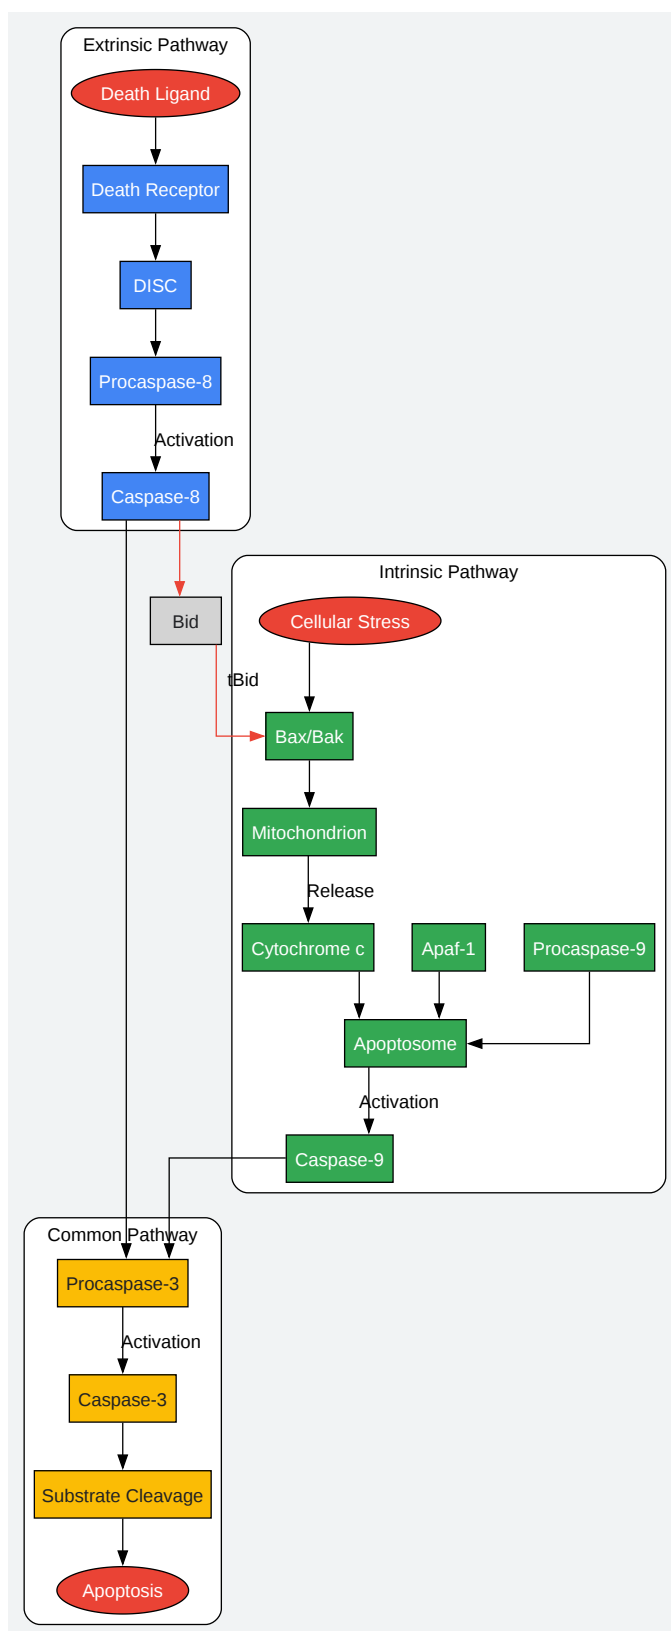 Extrinsic Pathway
Death Ligand
Death Receptor
DISC
Procaspase-8
Activation
Caspase-8
Intrinsic Pathway
Bid
Cellular Stress
tBid
Bax/Bak
Mitochondrion
Release
Cytochrome c
Apaf-1
Procaspase-9
Apoptosome
Activation
Caspase-9
Common Pathway
Procaspase-3
Activation
Caspase-3
Substrate Cleavage
Apoptosis